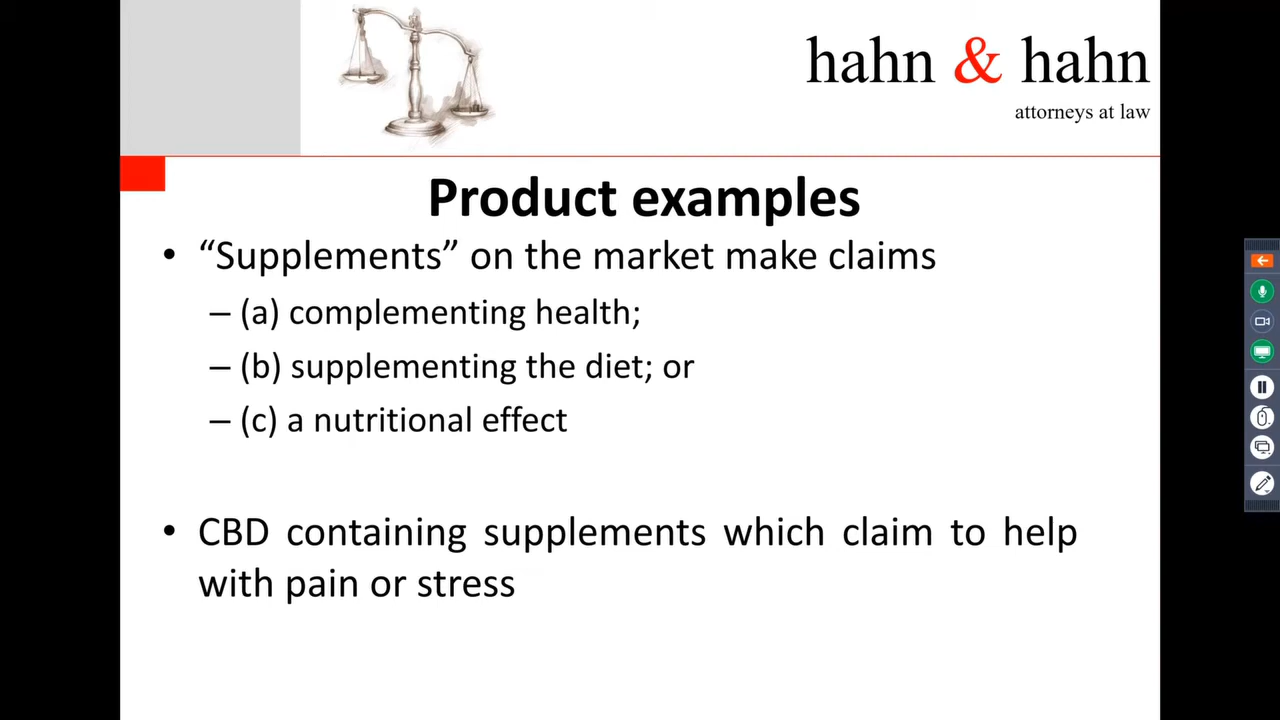 hahn & hahn
attorneys at law
Product examples
• “Supplements” on the market make claims
– (a) complementing health;
– (b) supplementing the diet; or
– (c) a nutritional effect
• CBD containing supplements which claim to help
with pain or stress